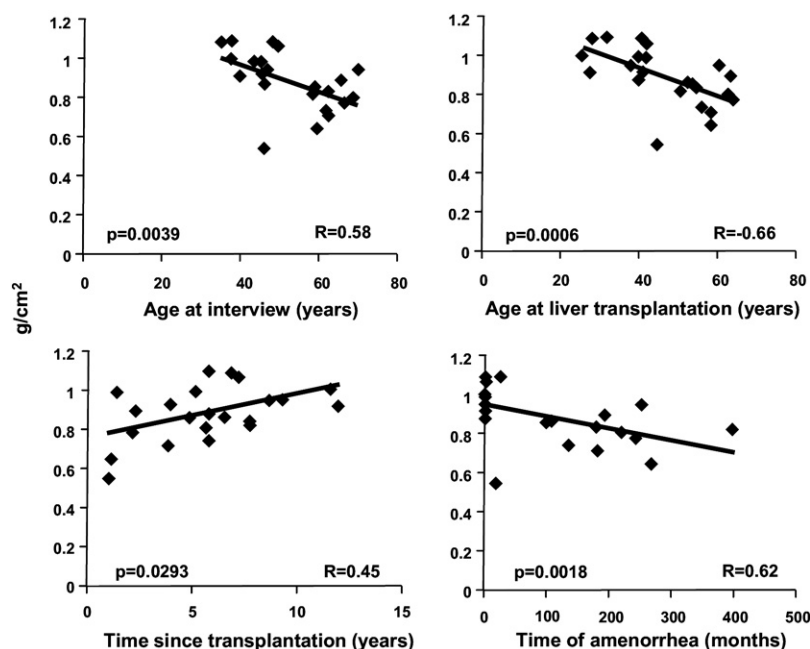 1.2
1
0.8
0.6
0.4
0.2
0
p=0.0039 R=0.58
0 20 40 60 80
Age at interview (years)
1.2
1
0.8
0.6
0.4
0.2
0
p=0.0006 R=-0.66
0 20 40 60 80
Age at liver transplantation (years)
g/cm²
1.2
1
0.8
0.6
0.4
0.2
0
p=0.0293 R=0.45
0 5 10 15
Time since transplantation (years)
1.2
1
0.8
0.6
0.4
0.2
0
p=0.0018 R=0.62
0 100 200 300 400 500
Time of amenorrhea (months)